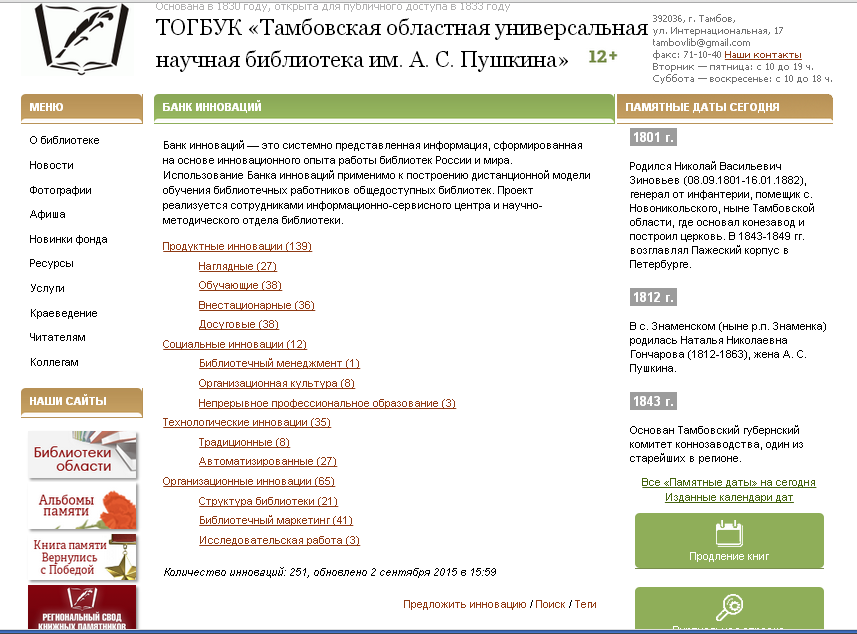 Основана в 1830 году, открыта для публичного доступа в 1833 году
ТОГБУК «Тамбовская областная универсальная
научная библиотека им. А. С. Пушкина»
12+
392036, г. Тамбов,
ул. Интернациональная, 17
tambovlib@gmail.com
факс: 71-10-40 Наши контакты
Вторник — пятница: с 10 до 19 ч.
Суббота — воскресенье: с 10 до 18 ч.
МЕНЮ
О библиотеке
Новости
Фотографии
Афиша
Новинки фонда
Ресурсы
Услуги
Краеведение
Читателям
Коллегам
НАШИ САЙТЫ
Библиотеки
области
Альбомы
памяти
Книга памяти
Вернулись
с Победой
РЕГИОНАЛЬНЫЙ СВОД
КНИЖНЫХ ПАМЯТНИКОВ
БАНК ИННОВАЦИЙ
Банк инноваций — это системно представленная информация, сформированная
на основе инновационного опыта работы библиотек России и мира.
Использование Банка инноваций применимо к построению дистанционной модели
обучения библиотечных работников общедоступных библиотек. Проект
реализуется сотрудниками информационно-сервисного центра и научно-
методического отдела библиотеки.
Продуктные инновации (139)
Наглядные (27)
Обучающие (38)
Внестационарные (36)
Досуговые (38)
Социальные инновации (12)
Библиотечный менеджмент (1)
Организационная культура (8)
Непрерывное профессиональное образование (3)
Технологические инновации (35)
Традиционные (8)
Автоматизированные (27)
Организационные инновации (65)
Структура библиотеки (21)
Библиотечный маркетинг (41)
Исследовательская работа (3)
Количество инноваций: 251, обновлено 2 сентября 2015 в 15:59
Предложить инновацию / Поиск / Теги
ПАМЯТНЫЕ ДАТЫ СЕГОДНЯ
1801 г.
Родился Николай Васильевич
Зиновьев (08.09.1801-16.01.1882),
генерал от инфантерии, помещик с.
Новоникольского, ныне Тамбовской
области, где основал конезавод и
построил церковь. В 1843-1849 гг.
возглавлял Пажеский корпус в
Петербурге.
1812 г.
В с. Знаменском (ныне р.п. Знаменка)
родилась Наталья Николаевна
Гончарова (1812-1863), жена А. С.
Пушкина.
1843 г.
Основан Тамбовский губернский
комитет коннозаводства, один из
старейших в регионе.
Все «Памятные даты» на сегодня
Изданные календари дат
Продление книг